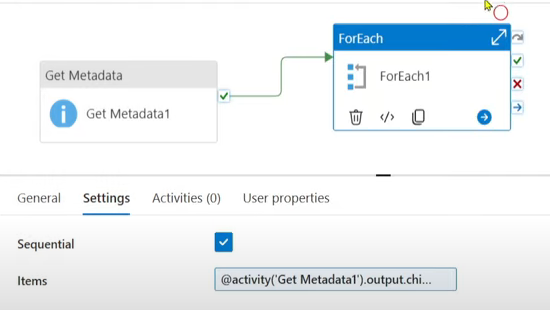 ForEach
Get Metadata
ForEach1
Get Metadata1
General Settings Activities (0) User properties
Sequential
Items @activity('Get Metadata1').output.chi...